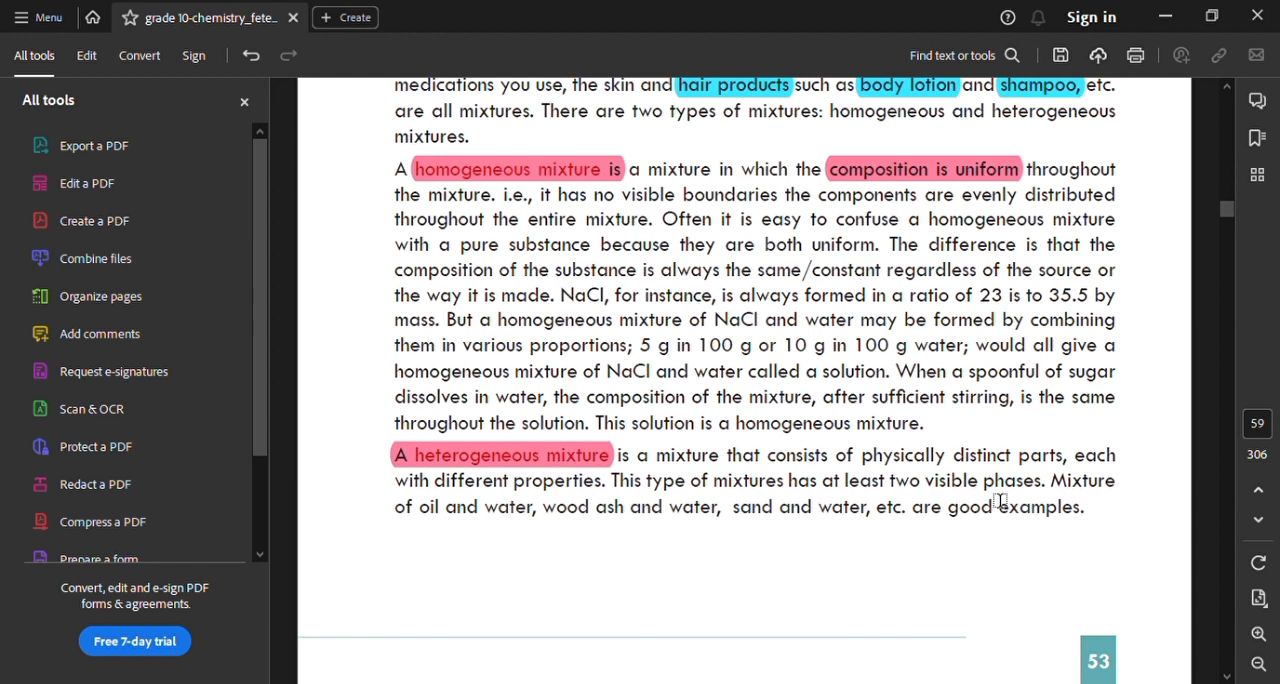 Menu
grade 10-chemistry_fete...
Create
Sign in
All tools
Edit
Convert
Sign
Find text or tools
All tools
Export a PDF
Edit a PDF
Create a PDF
Combine files
Organize pages
Add comments
Request e-signatures
Scan & OCR
Protect a PDF
Redact a PDF
Compress a PDF
Prepare a form
Convert, edit and e-sign PDF
forms & agreements.
Free 7-day trial
medications you use, the skin and hair products such as body lotion and shampoo, etc.
are all mixtures. There are two types of mixtures: homogeneous and heterogeneous
mixtures.
A homogeneous mixture is a mixture in which the composition is uniform throughout
the mixture. i.e., it has no visible boundaries the components are evenly distributed
throughout the entire mixture. Often it is easy to confuse a homogeneous mixture
with a pure substance because they are both uniform. The difference is that the
composition of the substance is always the same/constant regardless of the source or
the way it is made. NaCl, for instance, is always formed in a ratio of 23 is to 35.5 by
mass. But a homogeneous mixture of NaCl and water may be formed by combining
them in various proportions; 5 g in 100 g or 10 g in 100 g water; would all give a
homogeneous mixture of NaCl and water called a solution. When a spoonful of sugar
dissolves in water, the composition of the mixture, after sufficient stirring, is the same
throughout the solution. This solution is a homogeneous mixture.
A heterogeneous mixture is a mixture that consists of physically distinct parts, each
with different properties. This type of mixtures has at least two visible phases. Mixture
of oil and water, wood ash and water, sand and water, etc. are good examples.
53
59
306